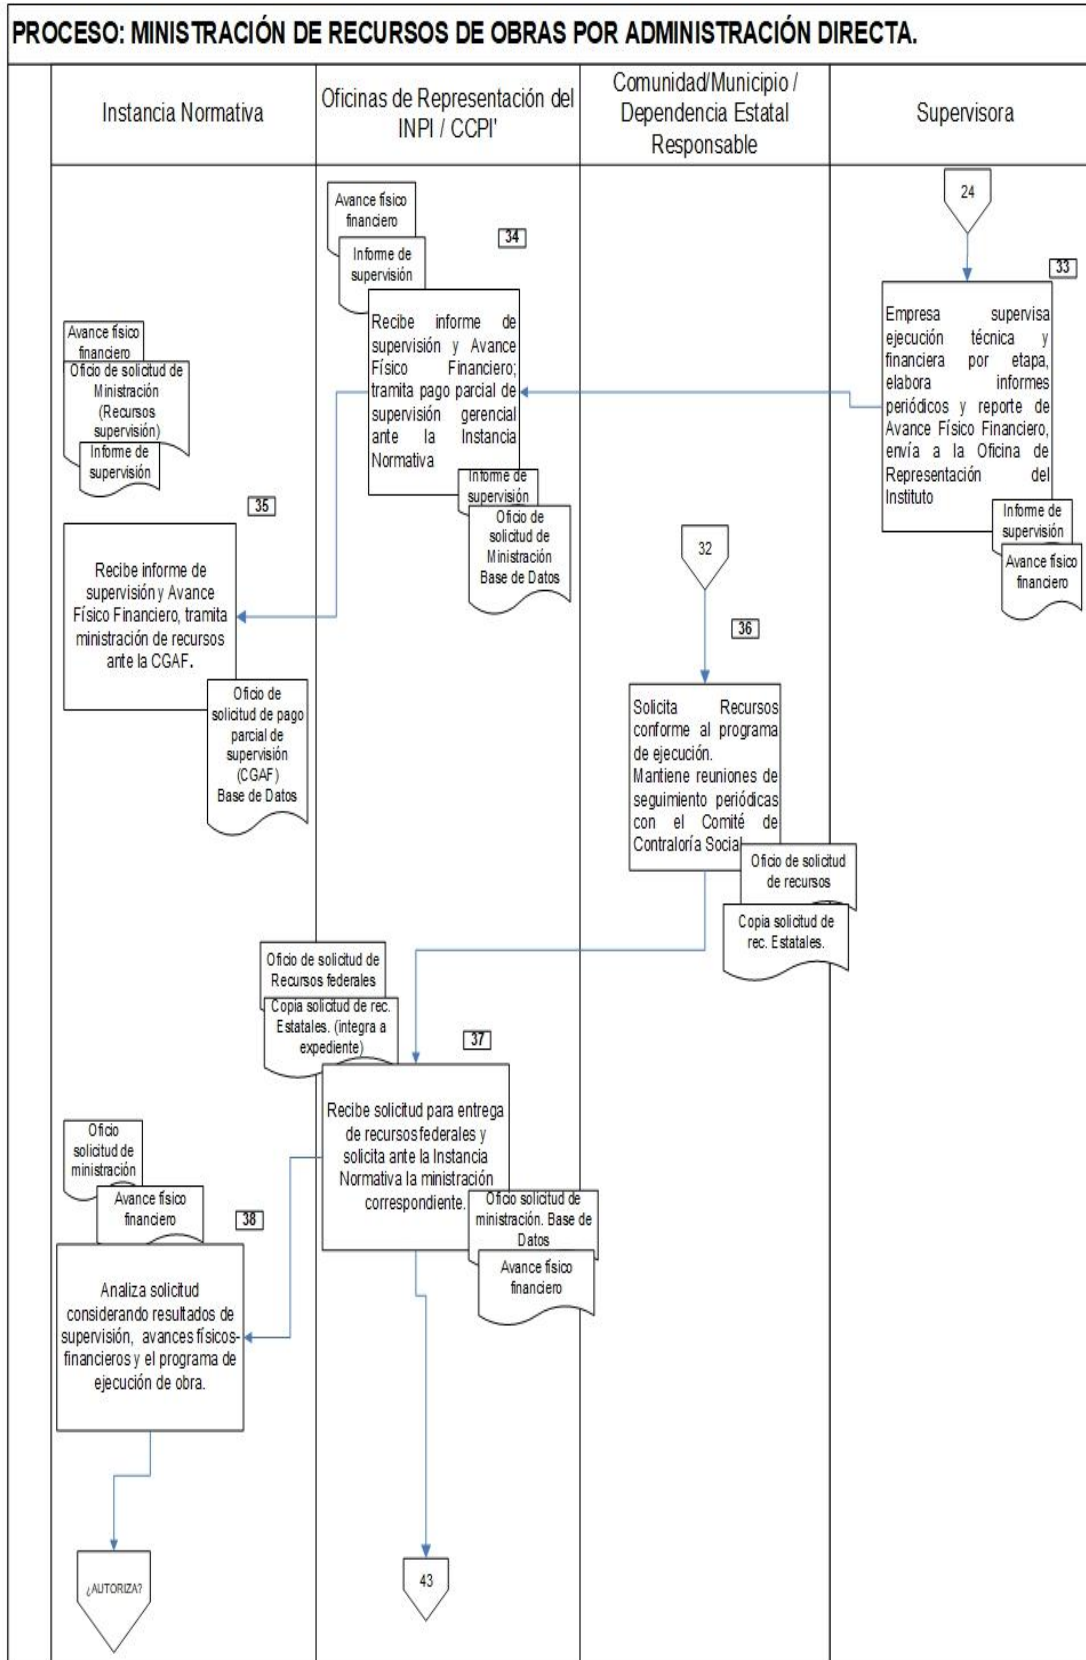 PROCESO: MINISTRACIÓN DE RECURSOS DE OBRAS POR ADMINISTRACIÓN DIRECTA.
Instancia Normativa
Oficinas de Representación del
INPI / CCPI'
Comunidad/Municipio /
Dependencia Estatal
Responsable
Supervisora
24
33
Empresa supervisa
ejecución técnica y
financiera por etapa,
elabora informes
periódicos y reporte de
Avance Físico Financiero,
envía a la Oficina de
Representación del
Instituto
Informe de
supervisión
Avance físico
financiero
Avance físico
financiero
Informe de
supervisión
34
Recibe informe de
supervisión y Avance
Físico Financiero;
tramita pago parcial de
supervisión gerencial
ante la Instancia
Normativa
Informe de
supervisión
Oficio de
solicitud de
Ministración
Base de Datos
Avance físico
financiero
Oficio de solicitud de
Ministración
(Recursos
supervisión)
Informe de
supervisión
35
Recibe informe de
supervisión y Avance
Físico Financiero, tramita
ministración de recursos
ante la CGAF.
Oficio de
solicitud de pago
parcial de
supervisión
(CGAF)
Base de Datos
32
36
Solicita Recursos
conforme al programa
de ejecución.
Mantiene reuniones de
seguimiento periódicas
con el Comité de
Contraloría Social
Oficio de solicitud
de recursos
Copia solicitud de
rec. Estatales.
Oficio de solicitud de
Recursos federales
Copia solicitud de rec.
Estatales. (integra a
expediente)
37
Recibe solicitud para entrega
de recursos federales y
solicita ante la Instancia
Normativa la ministración
correspondiente.
Oficio solicitud de
ministración. Base de
Datos
Avance físico
financiero
Oficio
solicitud de
ministración
Avance físico
financiero
38
Analiza solicitud
considerando resultados de
supervisión, avances físicos-
financieros y el programa de
ejecución de obra.
¿AUTORIZA?
43